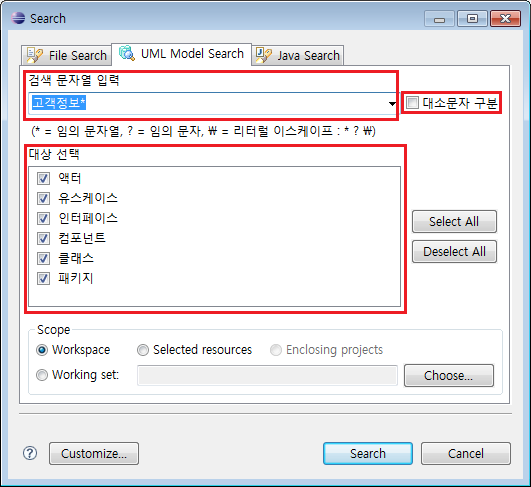 Search
File Search
UML Model Search
Java Search
검색 문자열 입력
고객정보*
대소문자 구분
(* = 임의 문자열, ? = 임의 문자, ₩ = 리터럴 이스케이프 : * ? ₩)
대상 선택
액터
유스케이스
인터페이스
컴포넌트
클래스
패키지
Select All
Deselect All
Scope
Workspace
Selected resources
Enclosing projects
Working set:
Choose...
?
Customize...
Search
Cancel